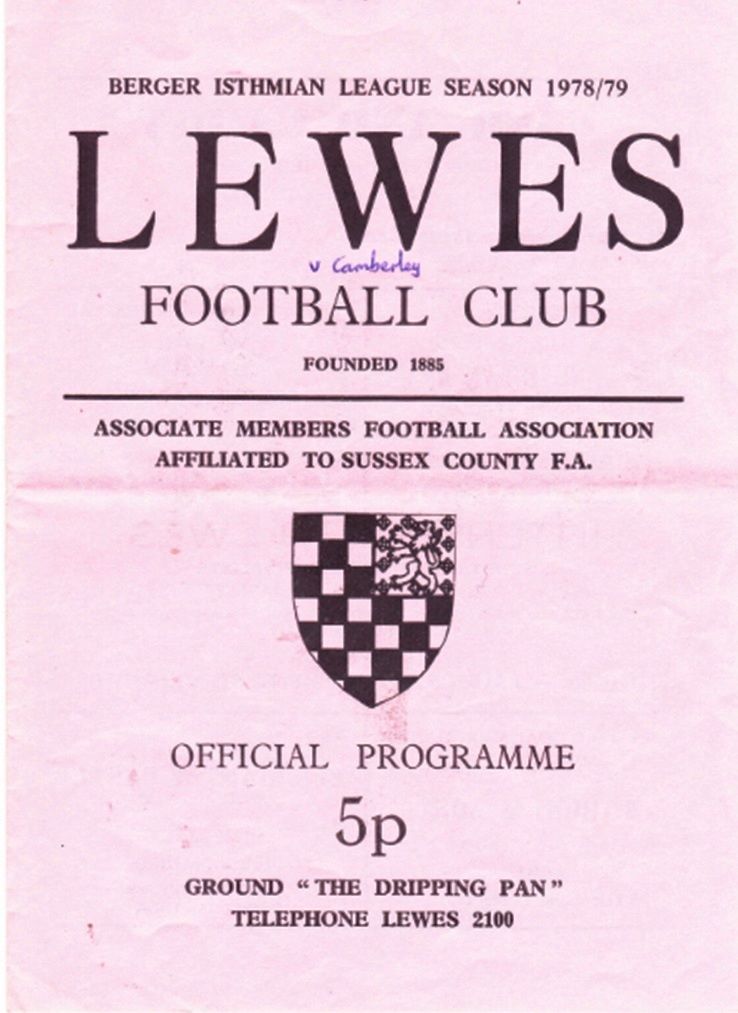 BERGER ISTHMIAN LEAGUE SEASON 1978/79
LEWES
v Camberley
FOOTBALL CLUB
FOUNDED 1885
ASSOCIATE MEMBERS FOOTBALL ASSOCIATION
AFFILIATED TO SUSSEX COUNTY F.A.
OFFICIAL PROGRAMME
5p
GROUND “THE DRIPPING PAN”
TELEPHONE LEWES 2100